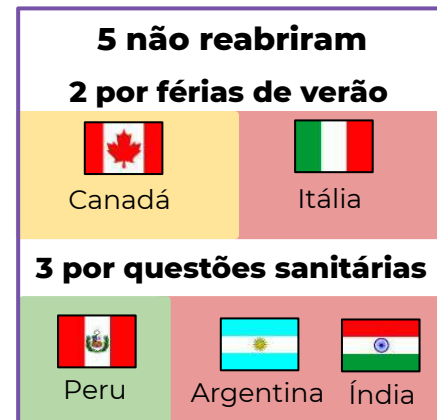 5 não reabriram
2 por férias de verão
Canadá Itália
3 por questões sanitárias
Peru Argentina Índia